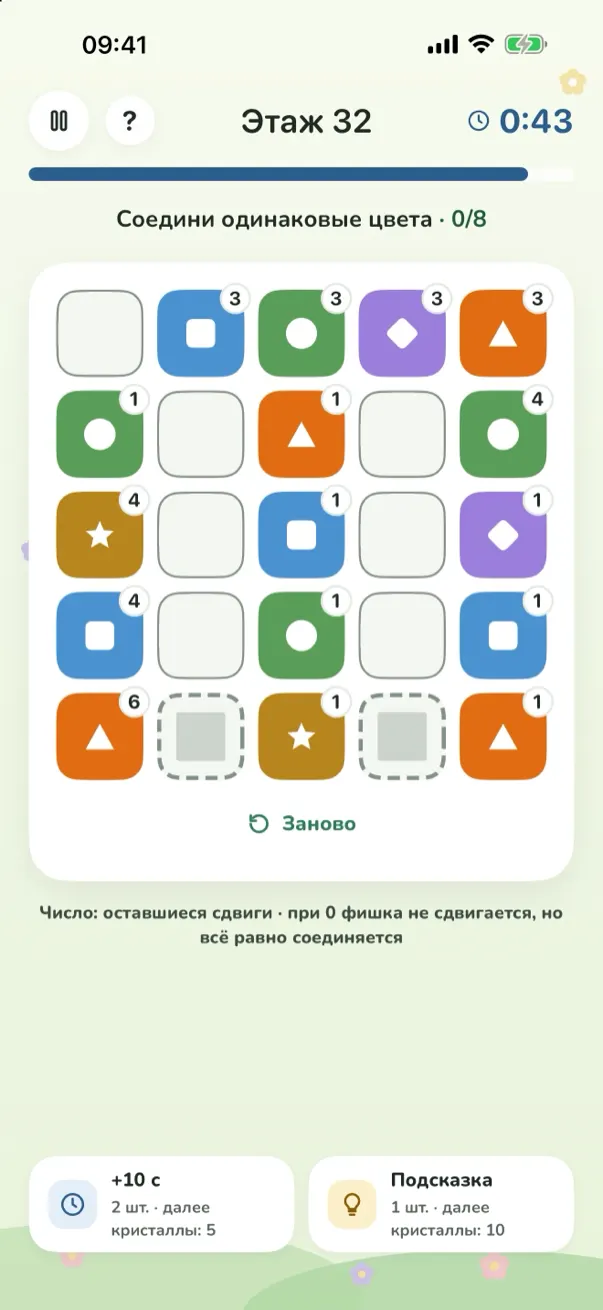 09:41
? Этаж 32 0:43
Соедини одинаковые цвета · 0/8
3 3 3 3
1 1 4
4 1 1
4 1 1
6 1 1
Заново
Число: оставшиеся сдвиги · при 0 фишка не сдвигается, но
всё равно соединяется
+10 с
2 шт. · далее
кристаллы: 5
Подсказка
1 шт. · далее
кристаллы: 10